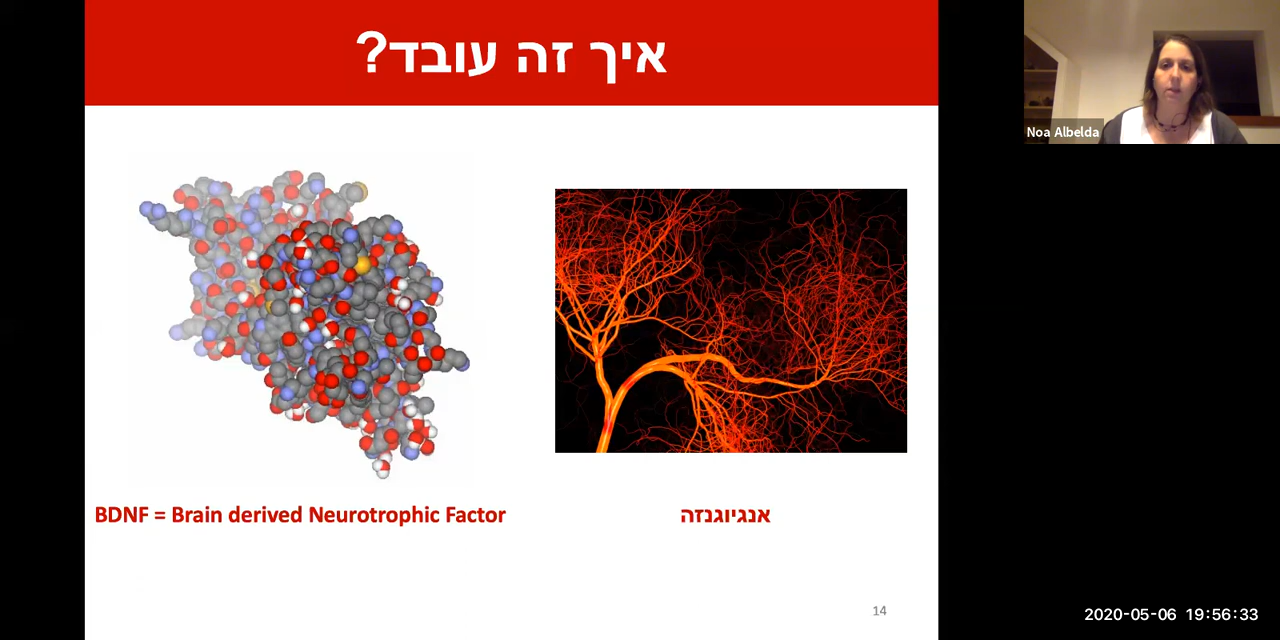 איך זה עובד?
Noa Albelda
BDNF = Brain derived Neurotrophic Factor
אנגיוגנזה
14
2020-05-06 19:56:33